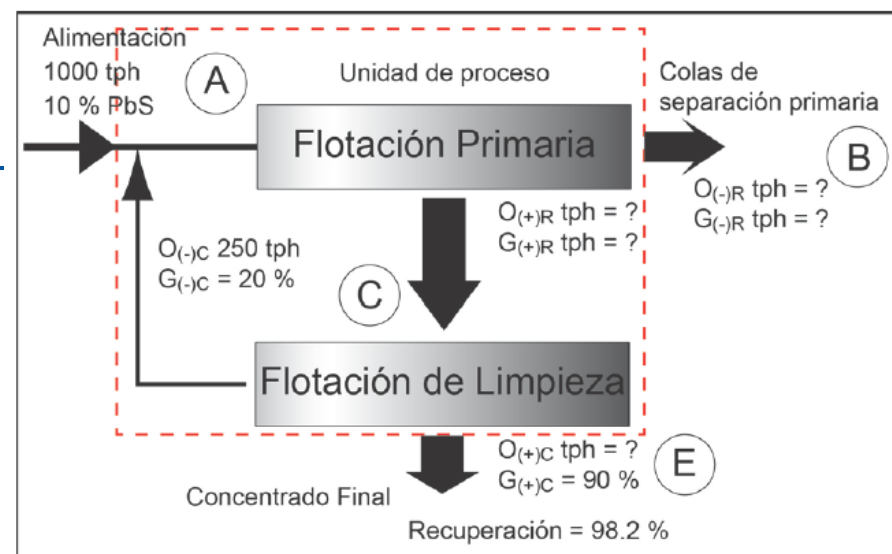 Alimentación
1000 tph
10 % PbS
A
Unidad de proceso
Flotación Primaria
Colas de
separación primaria
B
O(-)R tph = ?
G(-)R tph = ?
O(+)R tph = ?
G(+)R tph = ?
O(-)C 250 tph
G(-)C = 20 %
C
Flotación de Limpieza
O(+)C tph = ?
G(+)C = 90 %
E
Concentrado Final
Recuperación = 98.2 %